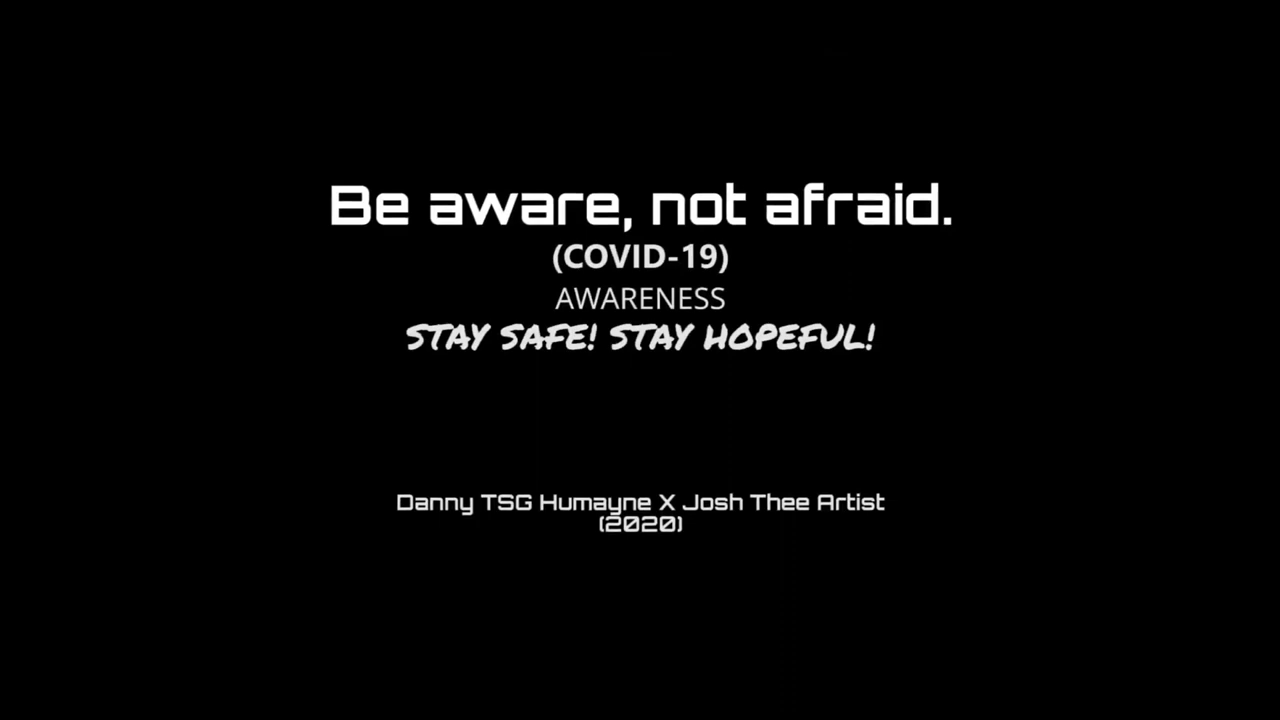 Be aware, not afraid.
(COVID-19)
AWARENESS
STAY SAFE! STAY HOPEFUL!
Danny TSG Humayne X Josh Thee Artist
(2020)